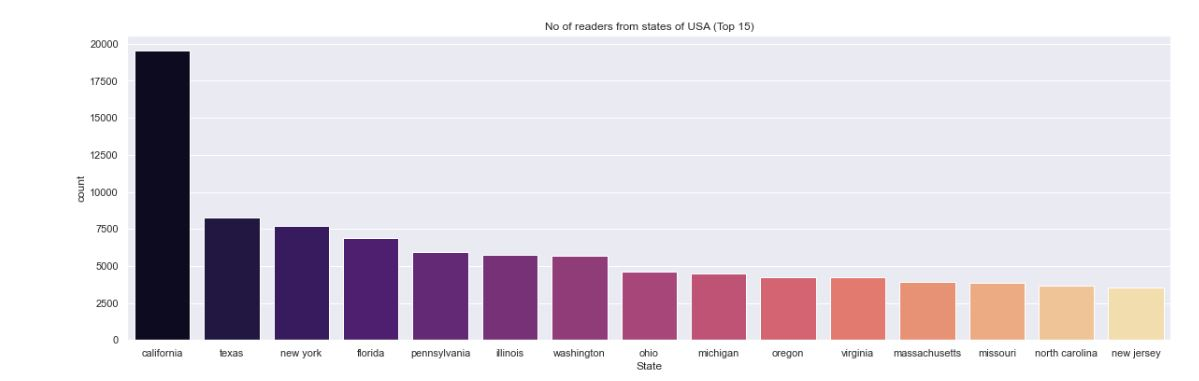 No of readers from states of USA (Top 15)
20000
17500
15000
12500
10000
7500
5000
2500
0
count
california texas new york florida pennsylvania illinois washington ohio michigan oregon virginia massachusetts missouri north carolina new jersey
State